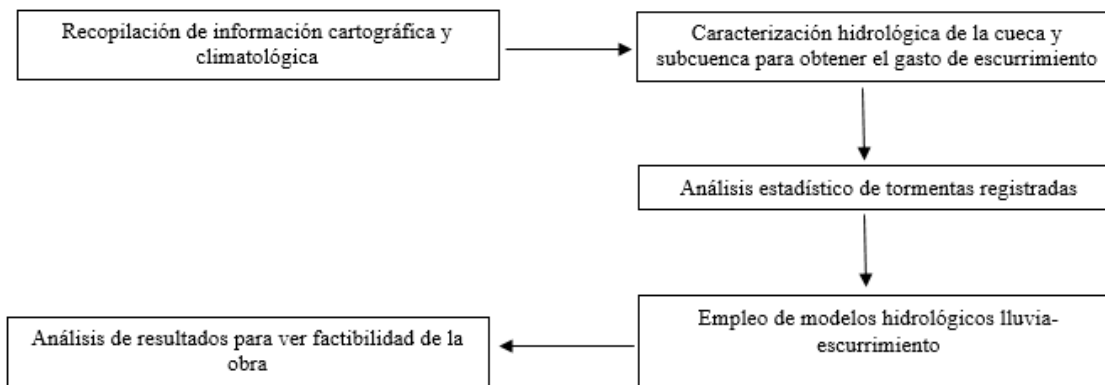 Recopilación de información cartográfica y
climatológica
Caracterización hidrológica de la cueca y
subcuenca para obtener el gasto de escurrimiento
Análisis estadístico de tormentas registradas
Empleo de modelos hidrológicos lluvia-
escurrimiento
Análisis de resultados para ver factibilidad de la
obra